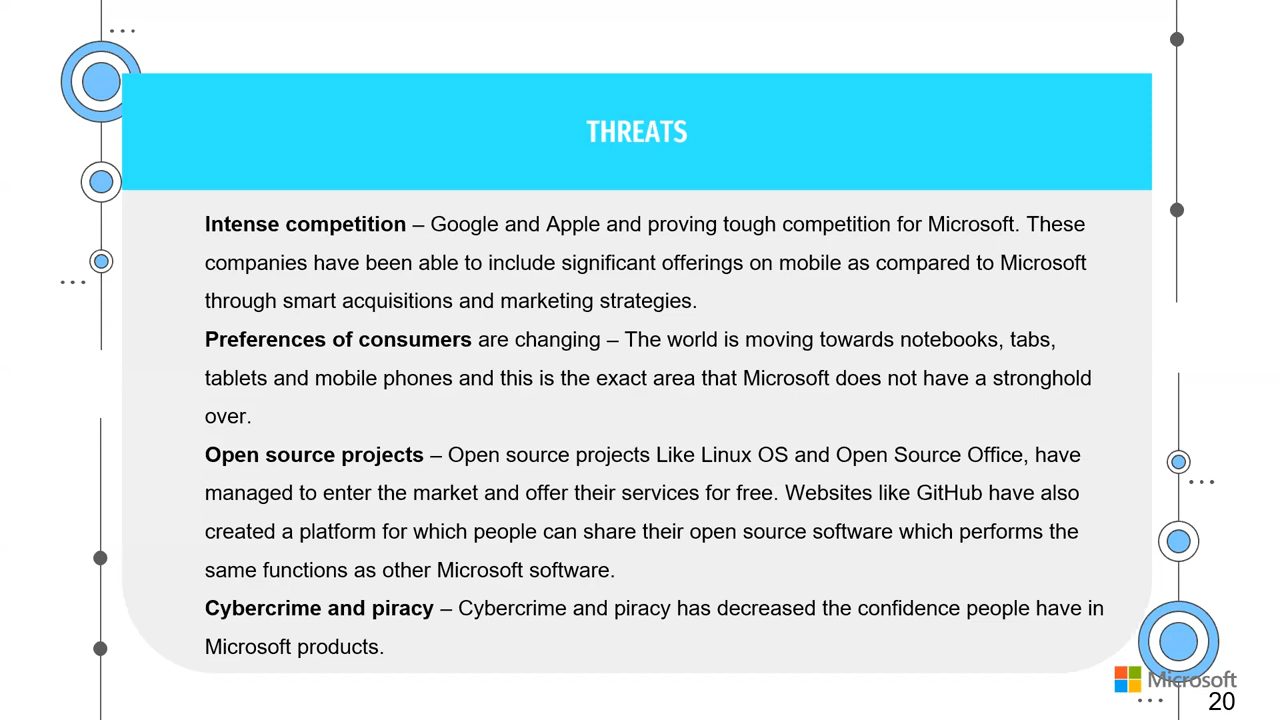 THREATS
Intense competition – Google and Apple and proving tough competition for Microsoft. These
companies have been able to include significant offerings on mobile as compared to Microsoft
through smart acquisitions and marketing strategies.
Preferences of consumers are changing – The world is moving towards notebooks, tabs,
tablets and mobile phones and this is the exact area that Microsoft does not have a stronghold
over.
Open source projects – Open source projects Like Linux OS and Open Source Office, have
managed to enter the market and offer their services for free. Websites like GitHub have also
created a platform for which people can share their open source software which performs the
same functions as other Microsoft software.
Cybercrime and piracy – Cybercrime and piracy has decreased the confidence people have in
Microsoft products.
Microsoft
20